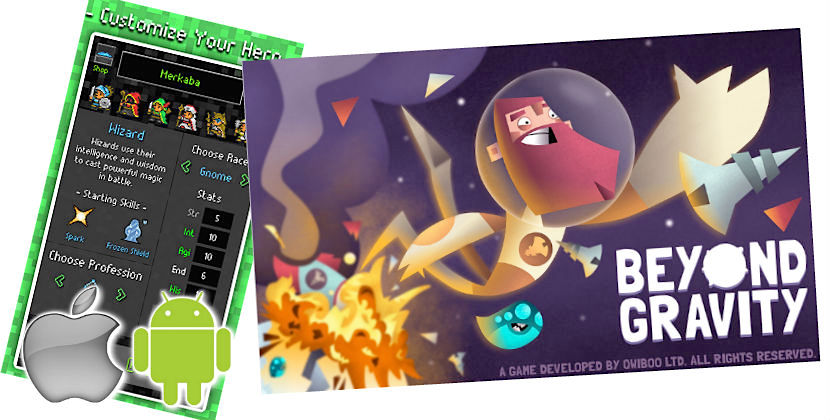 - Customize Your Hero
Shop
Merkaba
Wizard
Wizards use their
intelligence and wisdom
to cast powerful magic
in battle.
- Starting Skills -
Spark
Frozen Shield
Choose Profession
Choose Race
Gnome
Stats
Str 5
Int 10
Agi 10
End 6
Wis
BEYOND
GRAVITY
A GAME DEVELOPED BY QWIBOO LTD. ALL RIGHTS RESERVED.